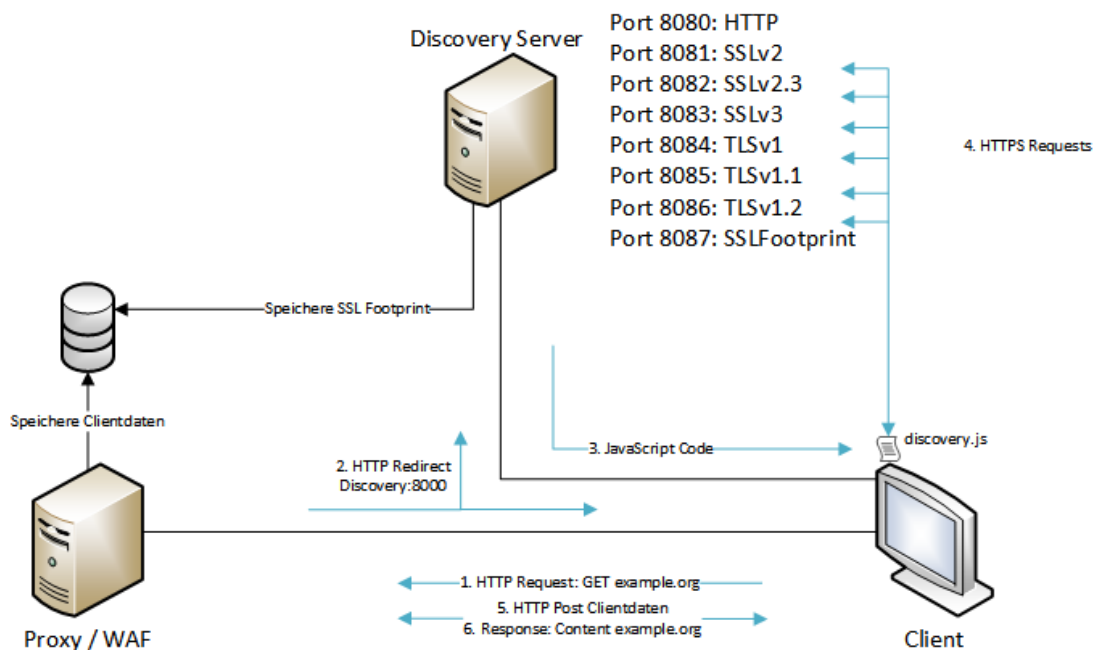 Discovery Server
Port 8080: HTTP
Port 8081: SSLv2
Port 8082: SSLv2.3
Port 8083: SSLv3
Port 8084: TLSv1
Port 8085: TLSv1.1
Port 8086: TLSv1.2
Port 8087: SSLFootprint
4. HTTPS Requests
Speichere SSL Footprint
Speichere Clientdaten
3. JavaScript Code
discovery.js
2. HTTP Redirect
Discovery:8000
1. HTTP Request: GET example.org
5. HTTP Post Clientdaten
6. Response: Content example.org
Proxy / WAF
Client